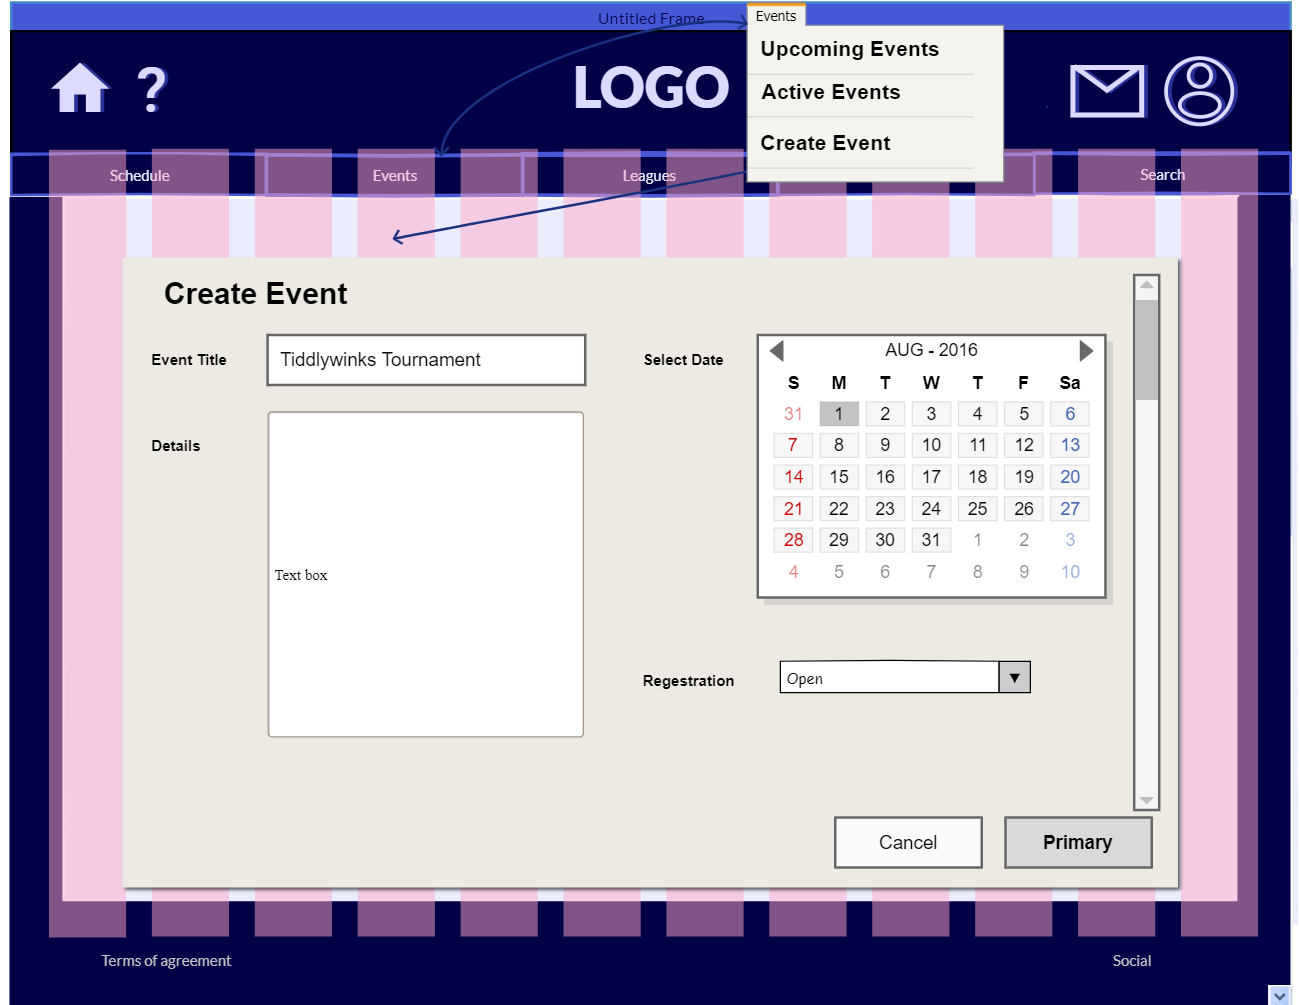 Untitled Frame
Events
Upcoming Events
Active Events
Create Event
?
LOGO
Schedule
Events
Leagues
Search
Create Event
Event Title
Tiddlywinks Tournament
Details
Text box
Select Date
AUG - 2016
S M T W T F Sa
31 1 2 3 4 5 6
7 8 9 10 11 12 13
14 15 16 17 18 19 20
21 22 23 24 25 26 27
28 29 30 31 1 2 3
4 5 6 7 8 9 10
Regestration
Open
Cancel
Primary
Terms of agreement
Social